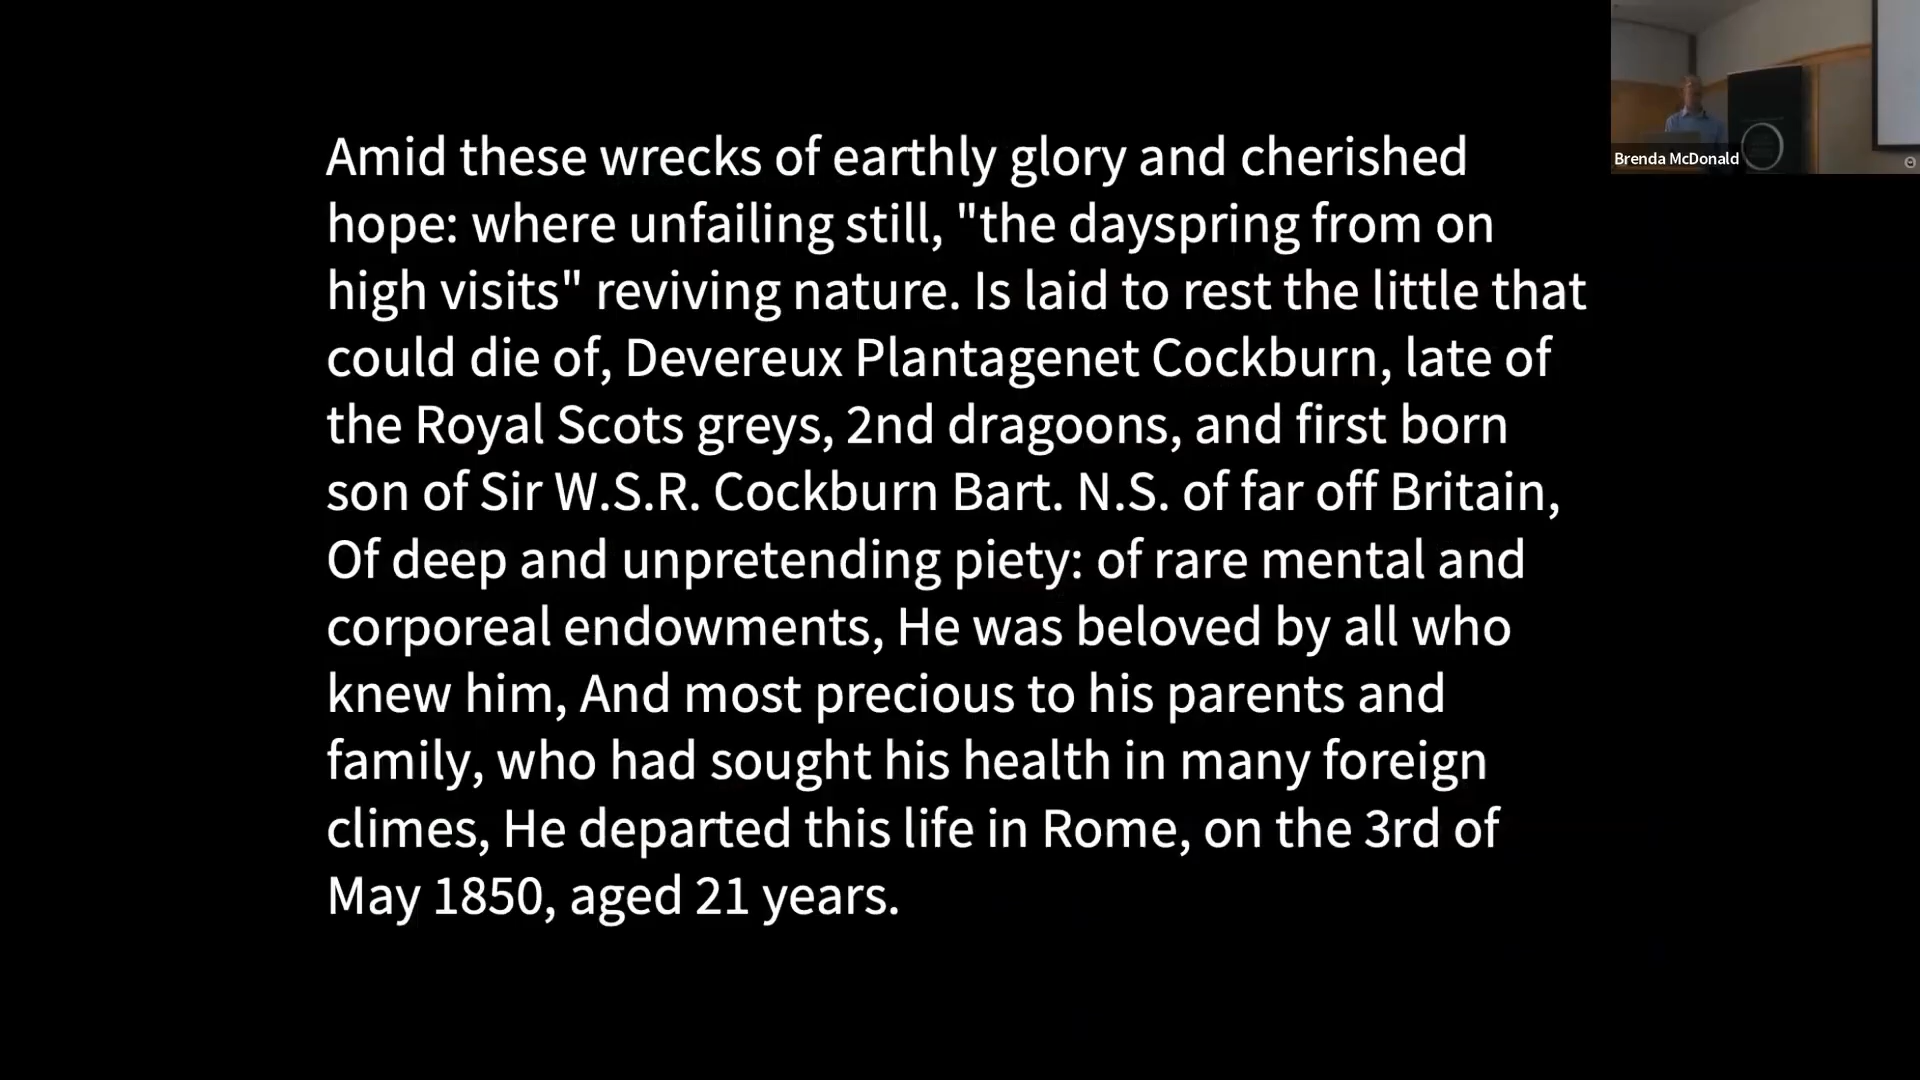 Amid these wrecks of earthly glory and cherished
hope: where unfailing still, "the dayspring from on
high visits" reviving nature. Is laid to rest the little that
could die of, Devereux Plantagenet Cockburn, late of
the Royal Scots greys, 2nd dragoons, and first born
son of Sir W.S.R. Cockburn Bart. N.S. of far off Britain,
Of deep and unpretending piety: of rare mental and
corporeal endowments, He was beloved by all who
knew him, And most precious to his parents and
family, who had sought his health in many foreign
climes, He departed this life in Rome, on the 3rd of
May 1850, aged 21 years.
Brenda McDonald